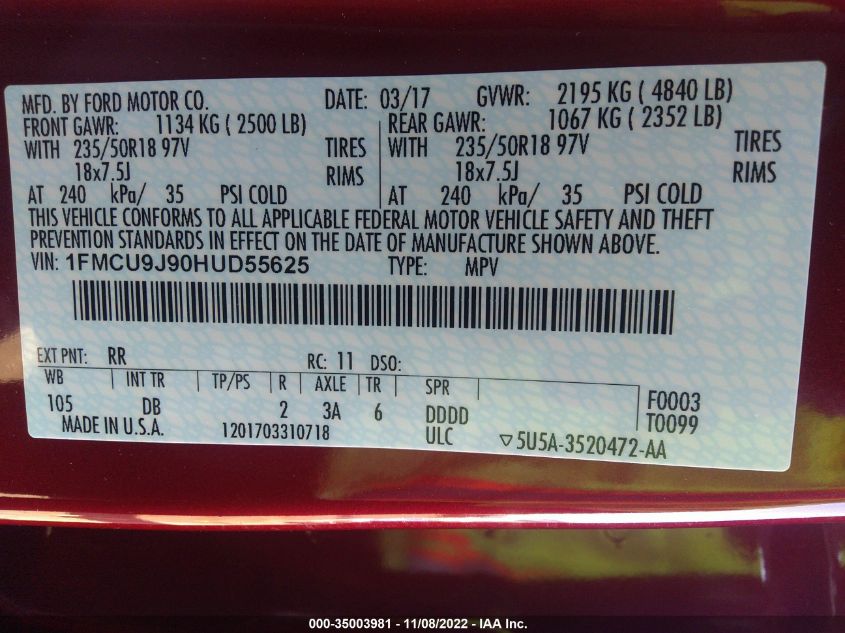 MFD. BY FORD MOTOR CO. DATE: 03/17 GVWR: 2195 KG ( 4840 LB)
FRONT GAWR: 1134 KG ( 2500 LB) REAR GAWR: 1067 KG ( 2352 LB)
WITH 235/50R18 97V TIRES WITH 235/50R18 97V TIRES
18x7.5J RIMS 18x7.5J RIMS
AT 240 kPa/ 35 PSI COLD AT 240 kPa/ 35 PSI COLD
THIS VEHICLE CONFORMS TO ALL APPLICABLE FEDERAL MOTOR VEHICLE SAFETY AND THEFT
PREVENTION STANDARDS IN EFFECT ON THE DATE OF MANUFACTURE SHOWN ABOVE.
VIN: 1FMCU9J90HUD55625 TYPE: MPV
EXT PNT: RR RC: 11 DSO:
WB INT TR TP/PS R AXLE TR SPR
105 DB 2 3A 6 DDDD F0003
MADE IN U.S.A. 1201703310718 ULC T0099
▽5U5A-3520472-AA
000-35003981 - 11/08/2022 - IAA Inc.